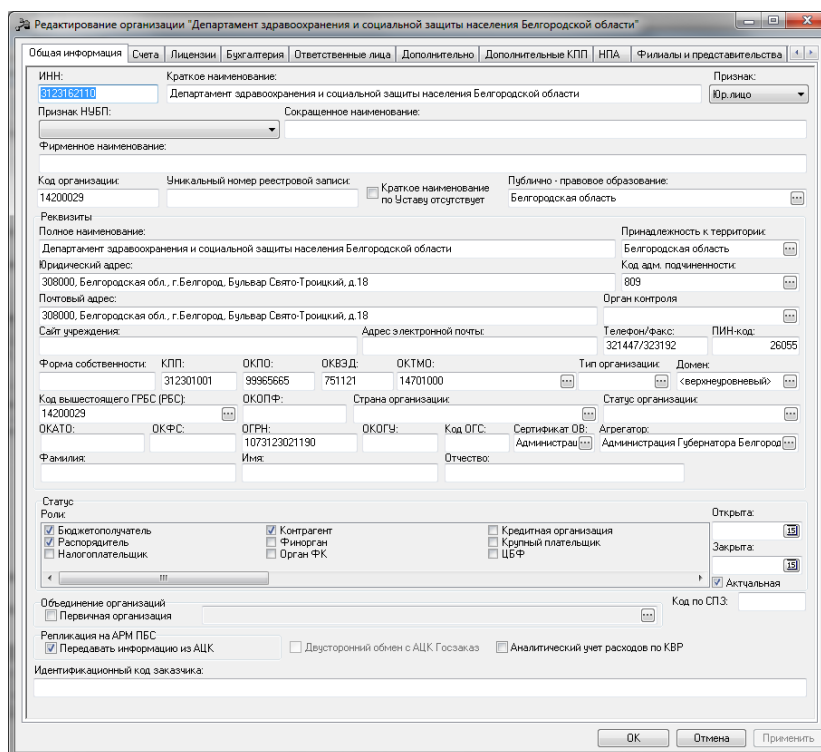 Редактирование организации "Департамент здравоохранения и социальной защиты населения Белгородской области"
Общая информация Счета Лицензии Бухгалтерия Ответственные лица Дополнительно Дополнительные КПП НПА Филиалы и представительства
ИНН: Краткое наименование: Признак:
3123162110 Департамент здравоохранения и социальной защиты населения Белгородской области Юр.лицо
Признак НУБП: Сокращенное наименование:
Фирменное наименование:
Код организации: Уникальный номер реестровой записи: Краткое наименование по Уставу отсутствует Публично - правовое образование:
14200029 Белгородская область
Реквизиты
Полное наименование: Принадлежность к территории:
Департамент здравоохранения и социальной защиты населения Белгородской области Белгородская область
Юридический адрес: Код адм. подчиненности:
308000, Белгородская обл., г.Белгород, Бульвар Свято-Троицкий, д.18 809
Почтовый адрес: Орган контроля
308000, Белгородская обл., г.Белгород, Бульвар Свято-Троицкий, д.18
Сайт учреждения: Адрес электронной почты: Телефон/факс: ПИН-код:
321447/323192 26055
Форма собственности: КПП: ОКПО: ОКВЭД: ОКТМО: Тип организации: Домен:
312301001 99965665 751121 14701000 <верхнеуровневый>
Код вышестоящего ГРБС (РБС): ОКОПФ: Страна организации: Статус организации:
14200029
ОКАТО: ОКФС: ОГРН: ОКОГУ: Код ОГС: Сертификат ОВ: Агрегатор:
1073123021190 Администрац Администрация Губернатора Белгород
Фамилия: Имя: Отчество:
Статус
Роли: Открыта:
Бюджетополучатель Контрагент Кредитная организация 15
Распорядитель Финорган Крупный плательщик Закрыта:
Налогоплательщик Орган ФК ЦБФ 15
Актуальная
Объединение организаций Код по СПЗ:
Первичная организация
Репликация на АРМ ПБС
Передавать информацию из АЦК Двусторонний обмен с АЦК Госзаказ Аналитический учет расходов по КВР
Идентификационный код заказчика:
OK Отмена Применить